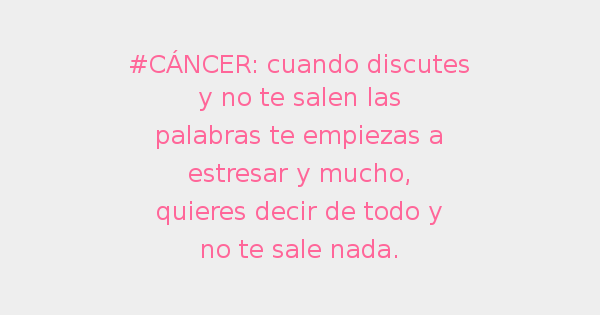 #CÁNCER: cuando discutes
y no te salen las
palabras te empiezas a
estresar y mucho,
quieres decir de todo y
no te sale nada.